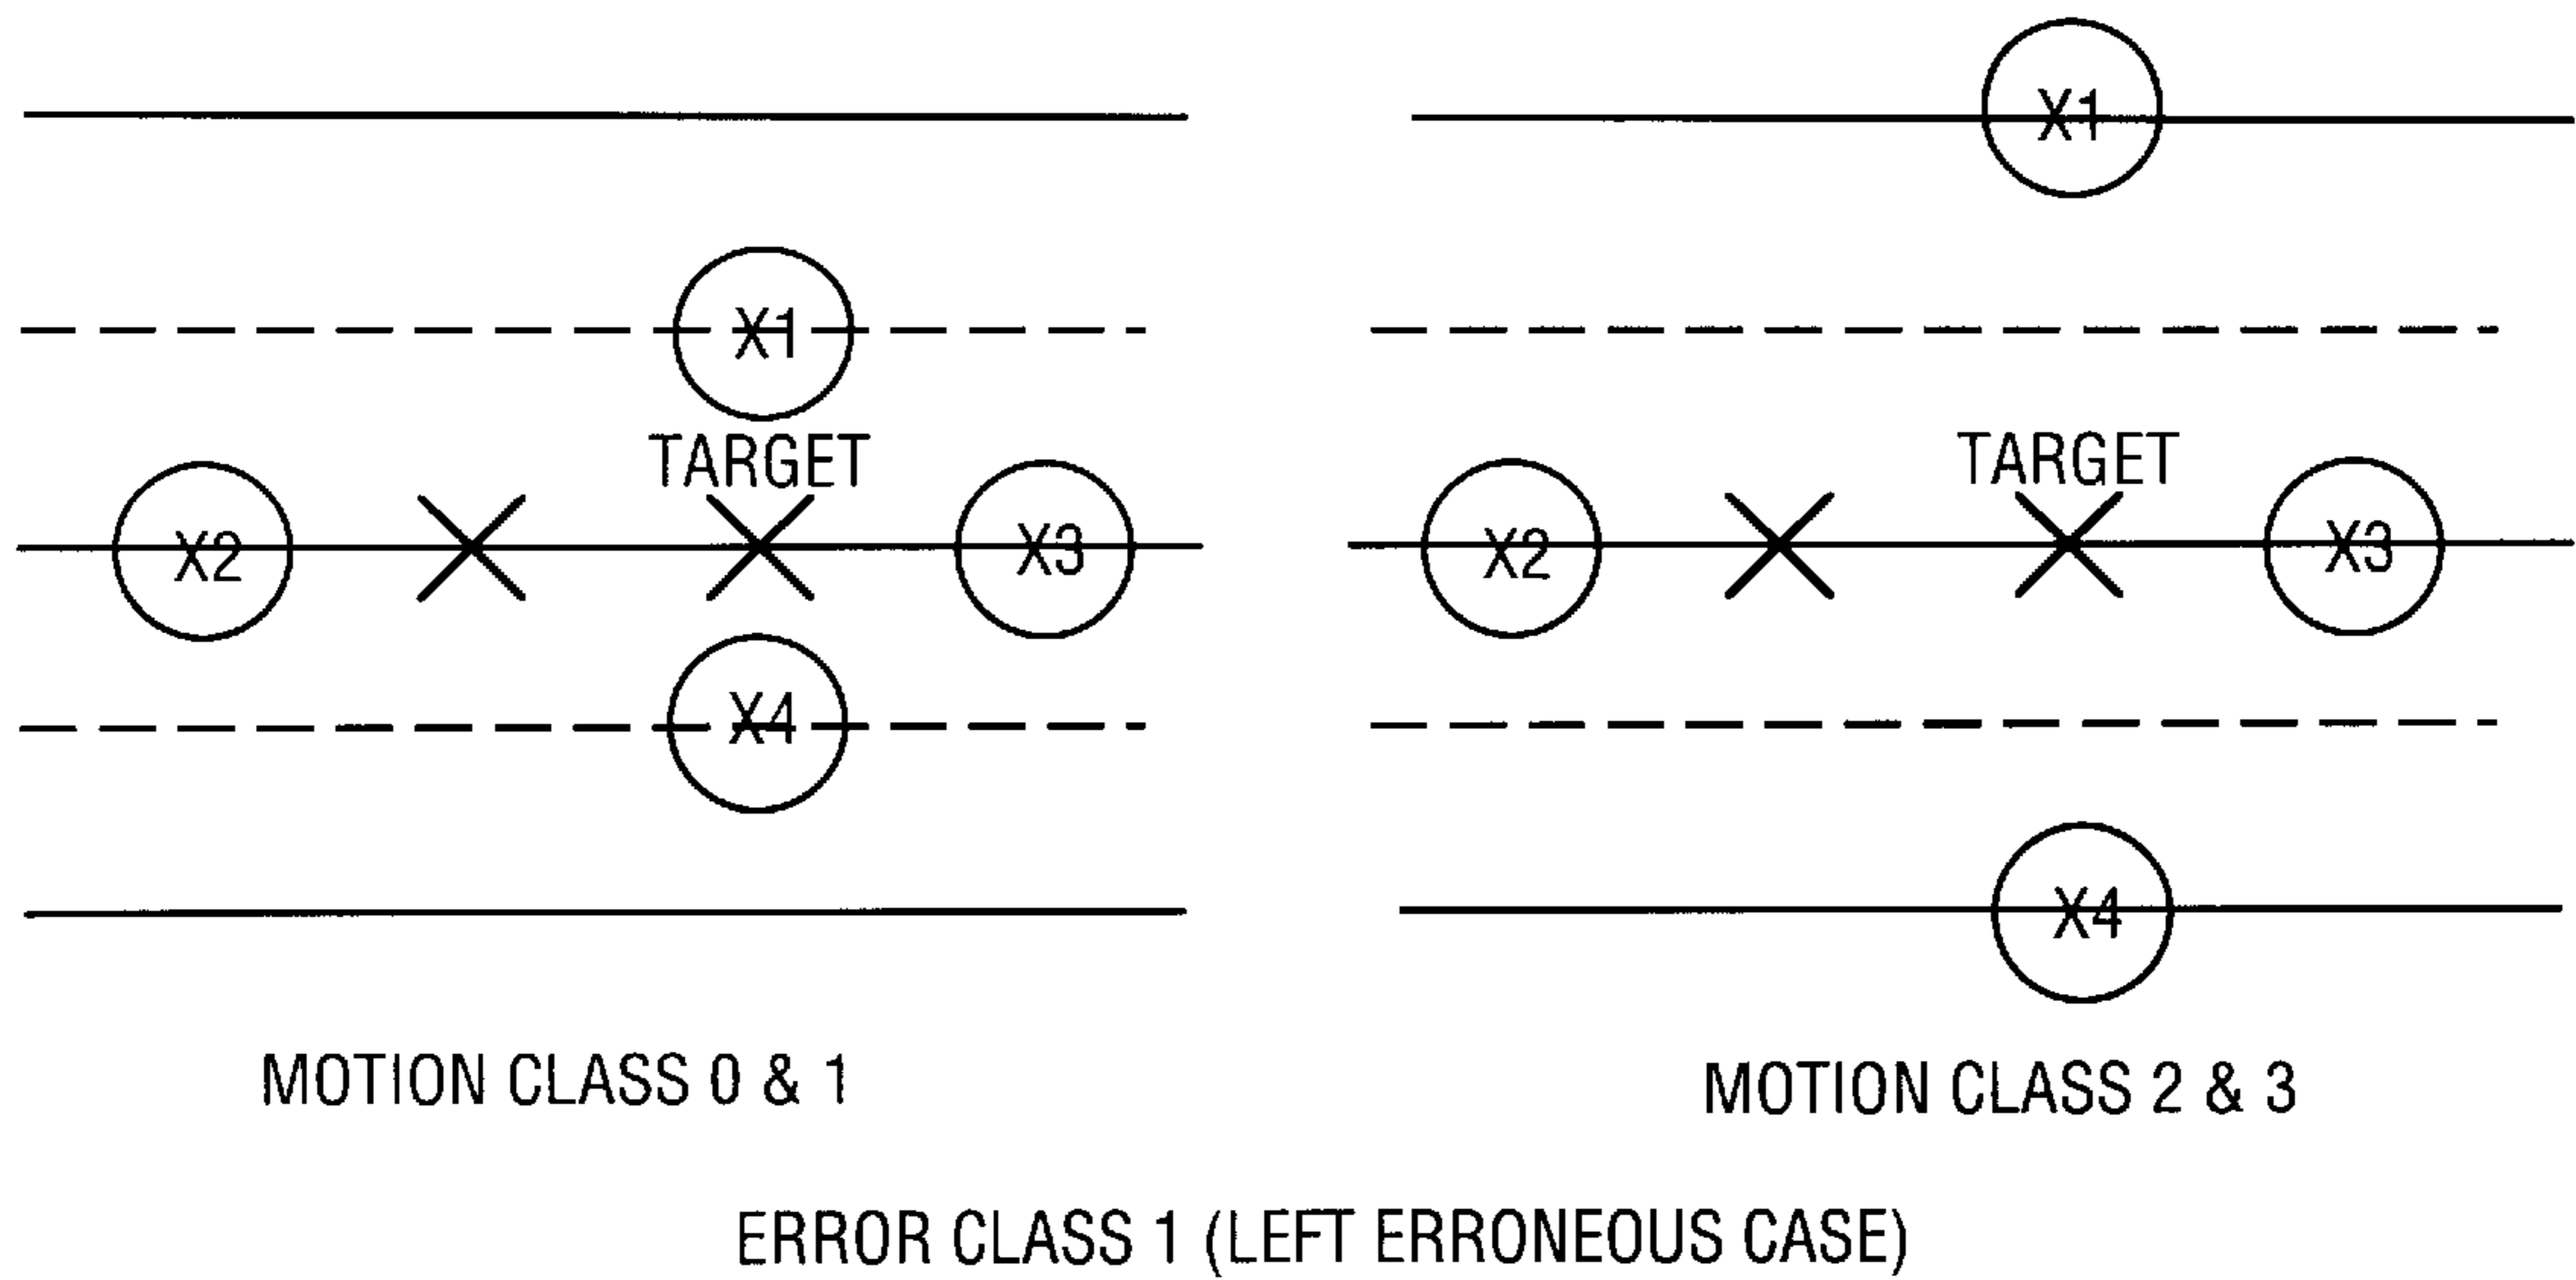 X1
X1
TARGET
TARGET
X2
X3
X2
X3
X4
X4
MOTION CLASS 0 & 1
MOTION CLASS 2 & 3
ERROR CLASS 1 (LEFT ERRONEOUS CASE)